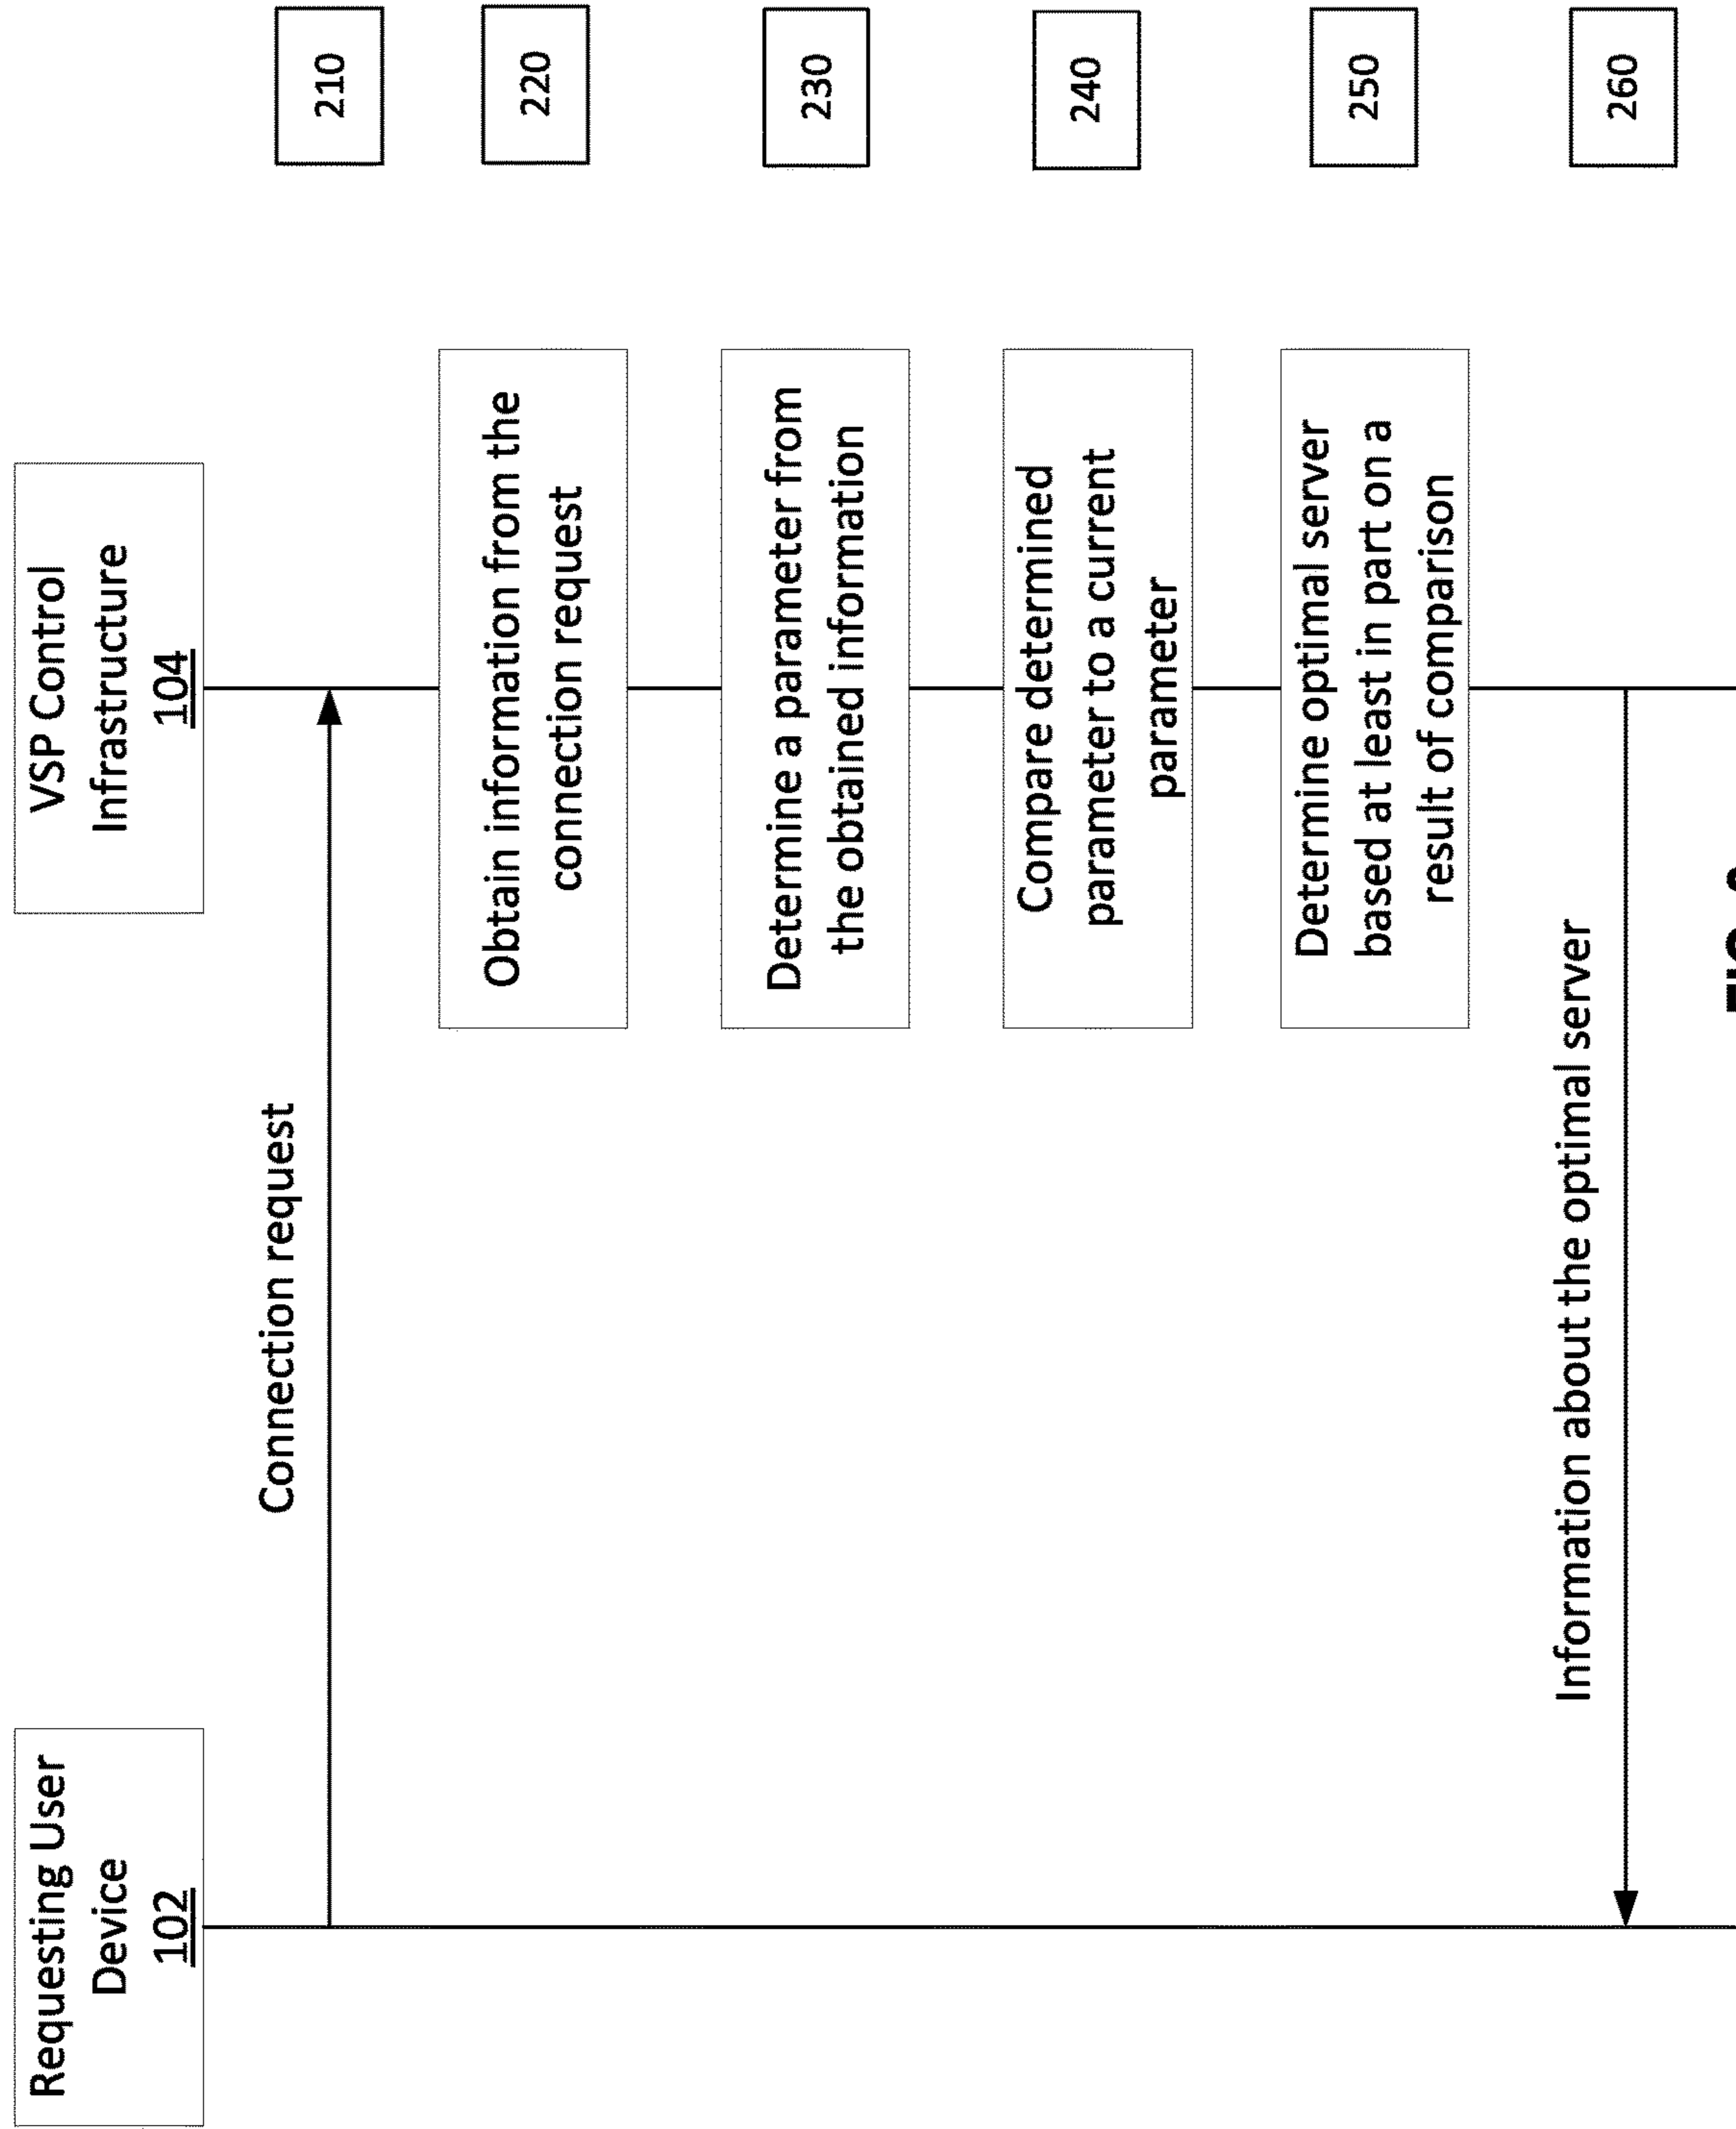 Requesting User
Device
102
VSP Control
Infrastructure
104
Connection request
210
Obtain information from the
connection request
220
Determine a parameter from
the obtained information
230
Compare determined
parameter to a current
parameter
240
Determine optimal server
based at least in part on a
result of comparison
250
Information about the optimal server
260